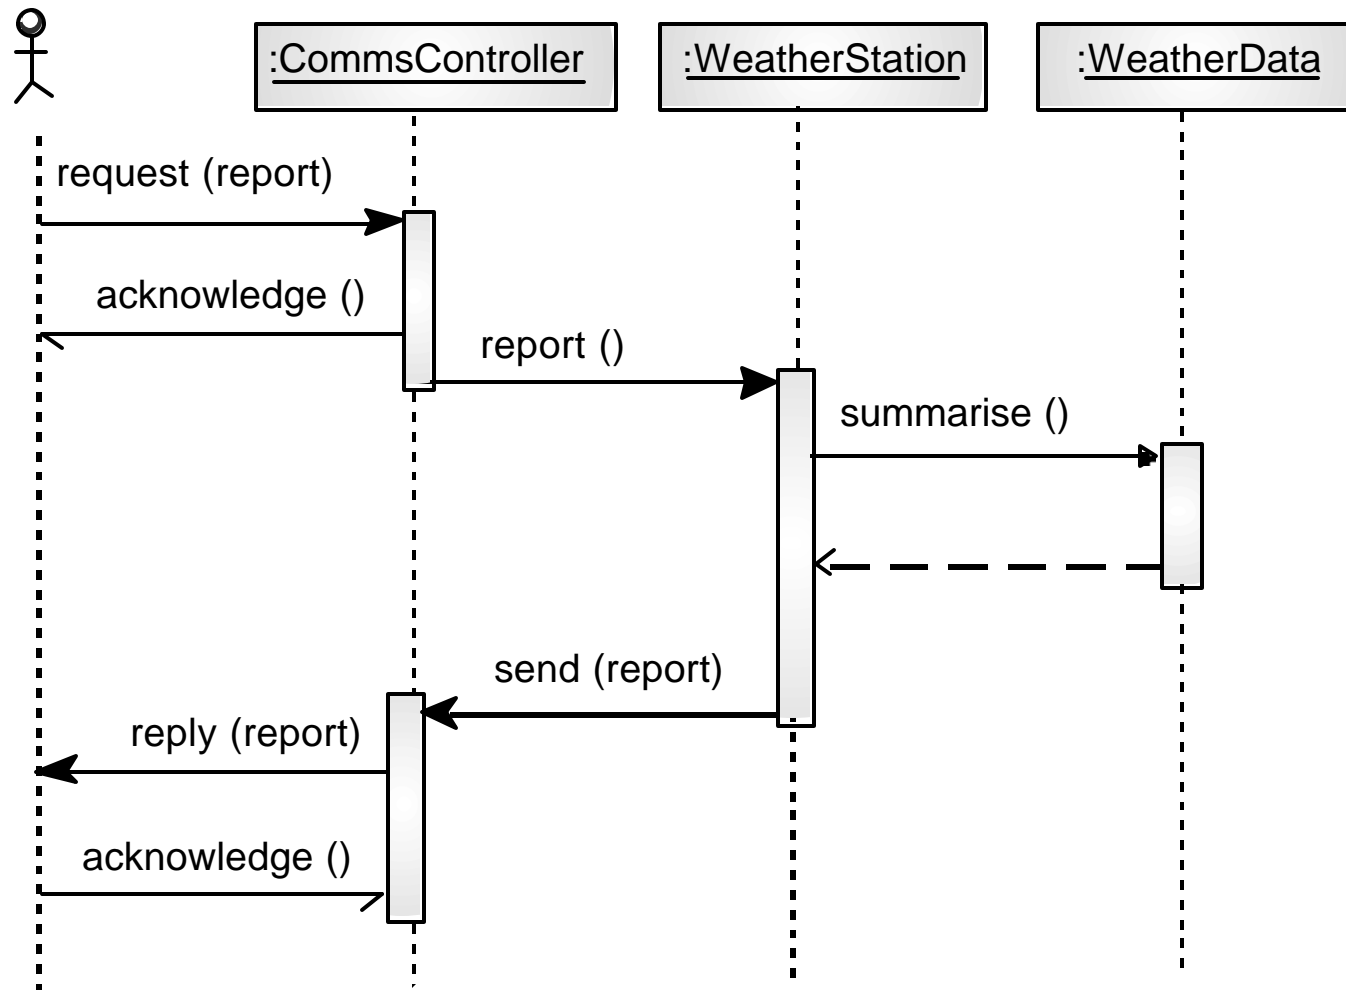 :CommsController
:WeatherStation
:WeatherData
request (report)
acknowledge ()
report ()
summarise ()
send (report)
reply (report)
acknowledge ()